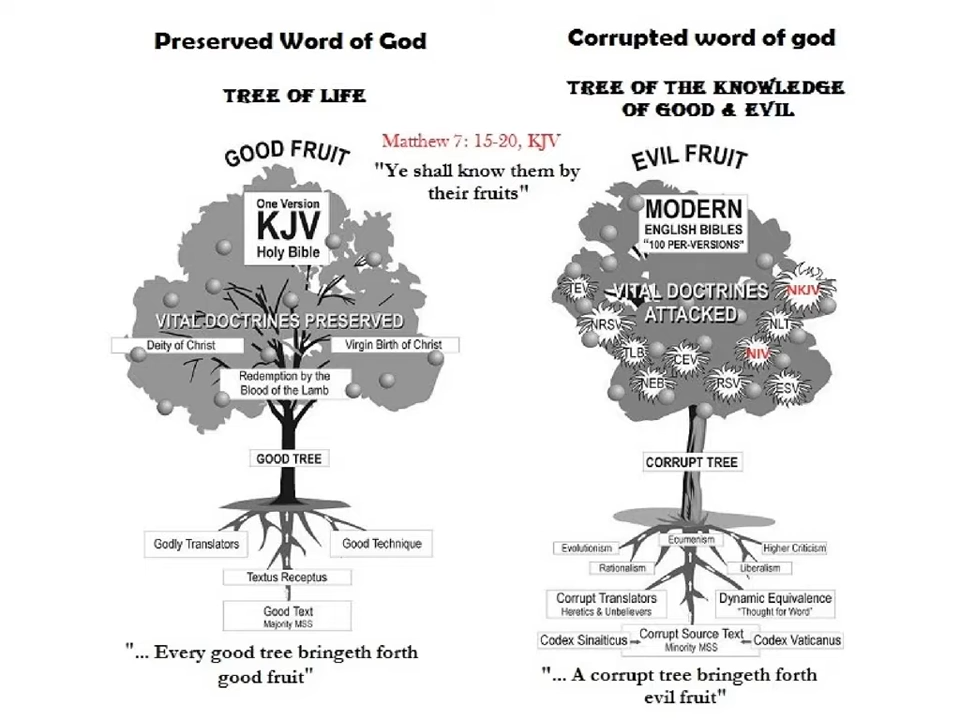 Preserved Word of God
TREE OF LIFE
GOOD FRUIT
One Version
KJV
Holy Bible
VITAL DOCTRINES PRESERVED
Deity of Christ
Virgin Birth of Christ
Redemption by the
Blood of the Lamb
GOOD TREE
Godly Translators
Good Technique
Textus Receptus
Good Text
Majority MSS
"... Every good tree bringeth forth
good fruit"
Matthew 7: 15-20, KJV
"Ye shall know them by
their fruits"
Corrupted word of god
TREE OF THE KNOWLEDGE
OF GOOD & EVIL
EVIL FRUIT
MODERN
ENGLISH BIBLES
"100 PER-VERSIONS"
VITAL DOCTRINES
ATTACKED
TEV
NKJV
NRSV
NLT
TLB
CEV
NIV
NEB
RSV
ESV
CORRUPT TREE
Ecumenism
Evolutionism
Higher Criticism
Rationalism
Liberalism
Corrupt Translators
Heretics & Unbelievers
Dynamic Equivalence
"Thought for Word"
Codex Sinaiticus
Corrupt Source Text
Minority MSS
Codex Vaticanus
"... A corrupt tree bringeth forth
evil fruit"